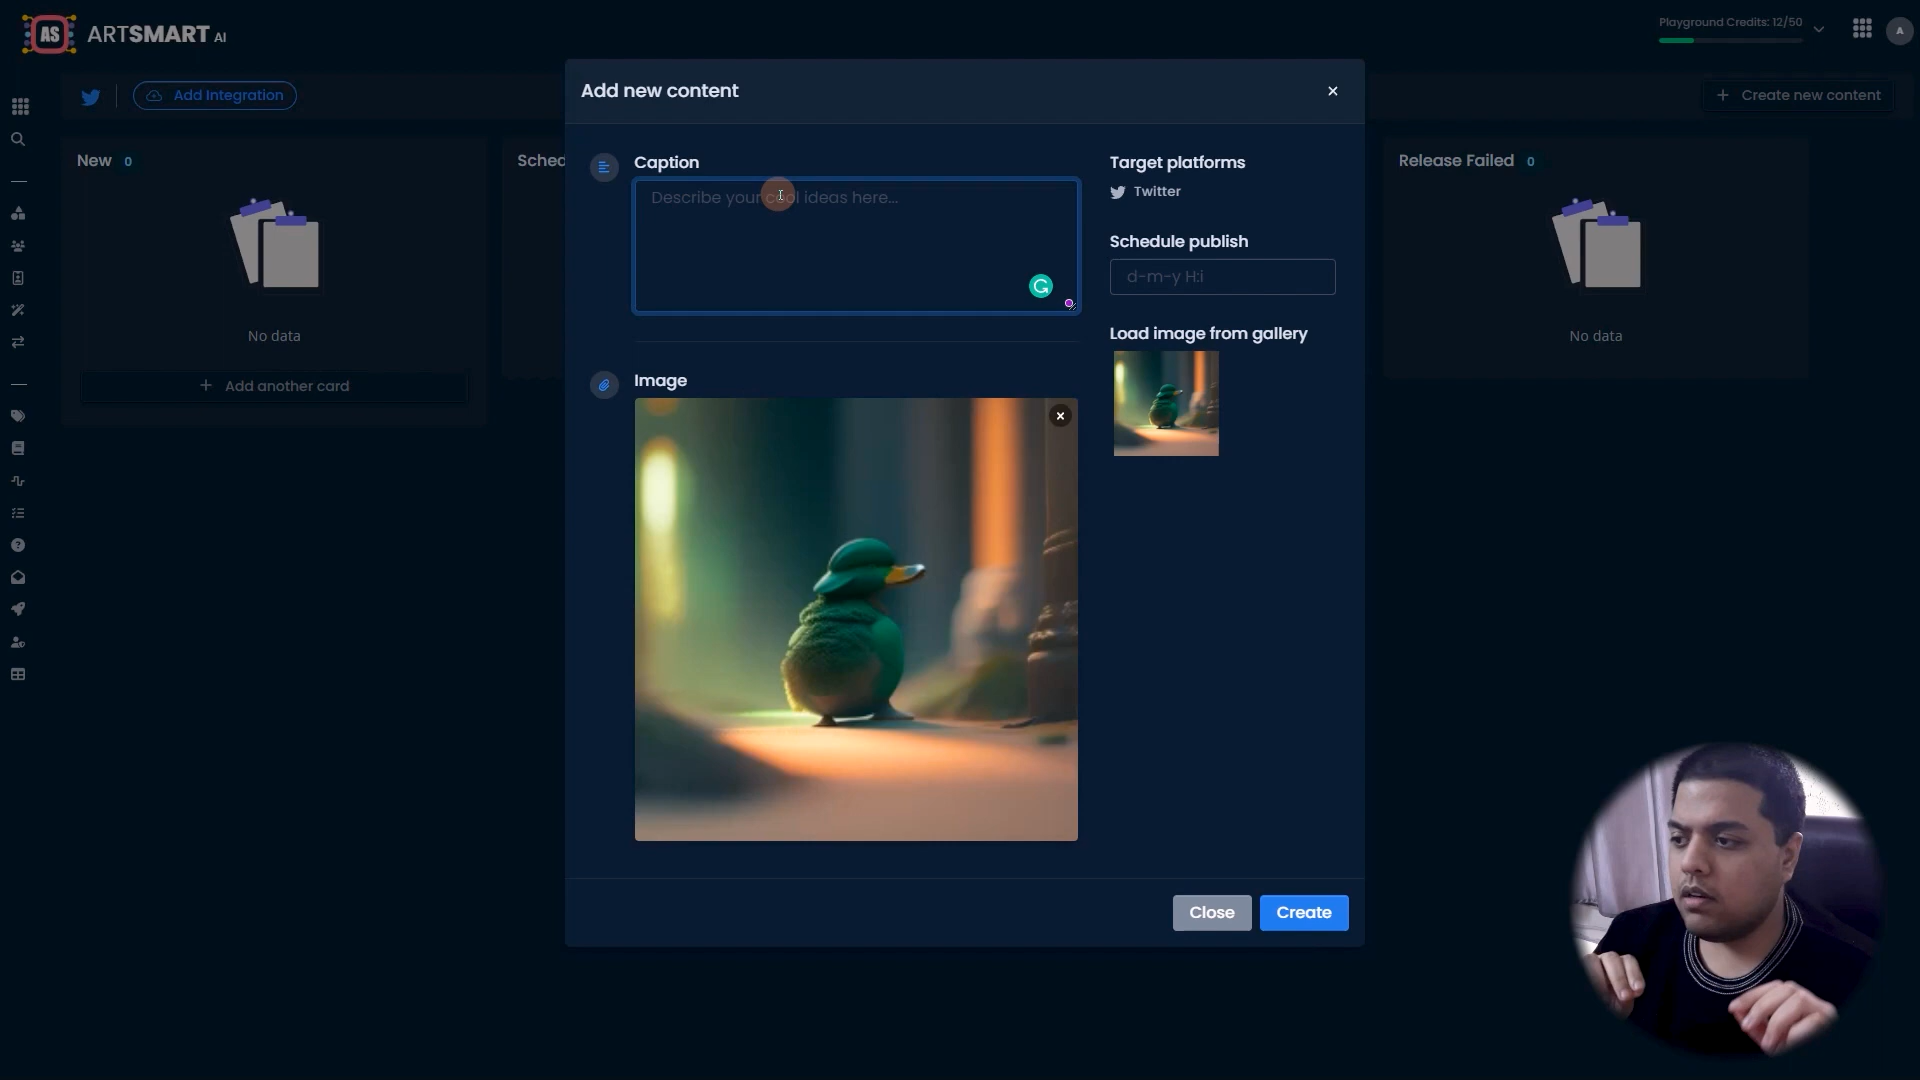 AS ARTSMART AI
Playground Credits: 12/50
A
Add Integration
Create new content
Add new content
New 0
Sched
Release Failed 0
Caption
Describe your cool ideas here...
Target platforms
Twitter
Schedule publish
d-m-y H:i
Load image from gallery
No data
No data
Add another card
Image
Close
Create